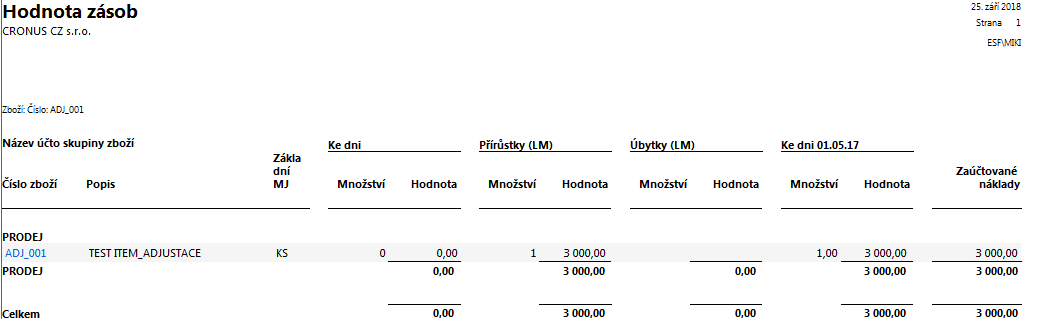 Hodnota zásob
25. září 2018
CRONUS CZ s.r.o.
Strana 1
ESF\MIKI
Zboží: Číslo: ADJ_001
Název účto skupiny zboží Ke dni Přírůstky (LM) Úbytky (LM) Ke dni 01.05.17
Zákla
dní Zaúčtované
Číslo zboží Popis MJ Množství Hodnota Množství Hodnota Množství Hodnota Množství Hodnota náklady
PRODEJ
ADJ_001 TEST ITEM_ADJUSTACE KS 0 0,00 1 3 000,00 1,00 3 000,00 3 000,00
PRODEJ 0,00 3 000,00 0,00 3 000,00 3 000,00
Celkem 0,00 3 000,00 0,00 3 000,00 3 000,00